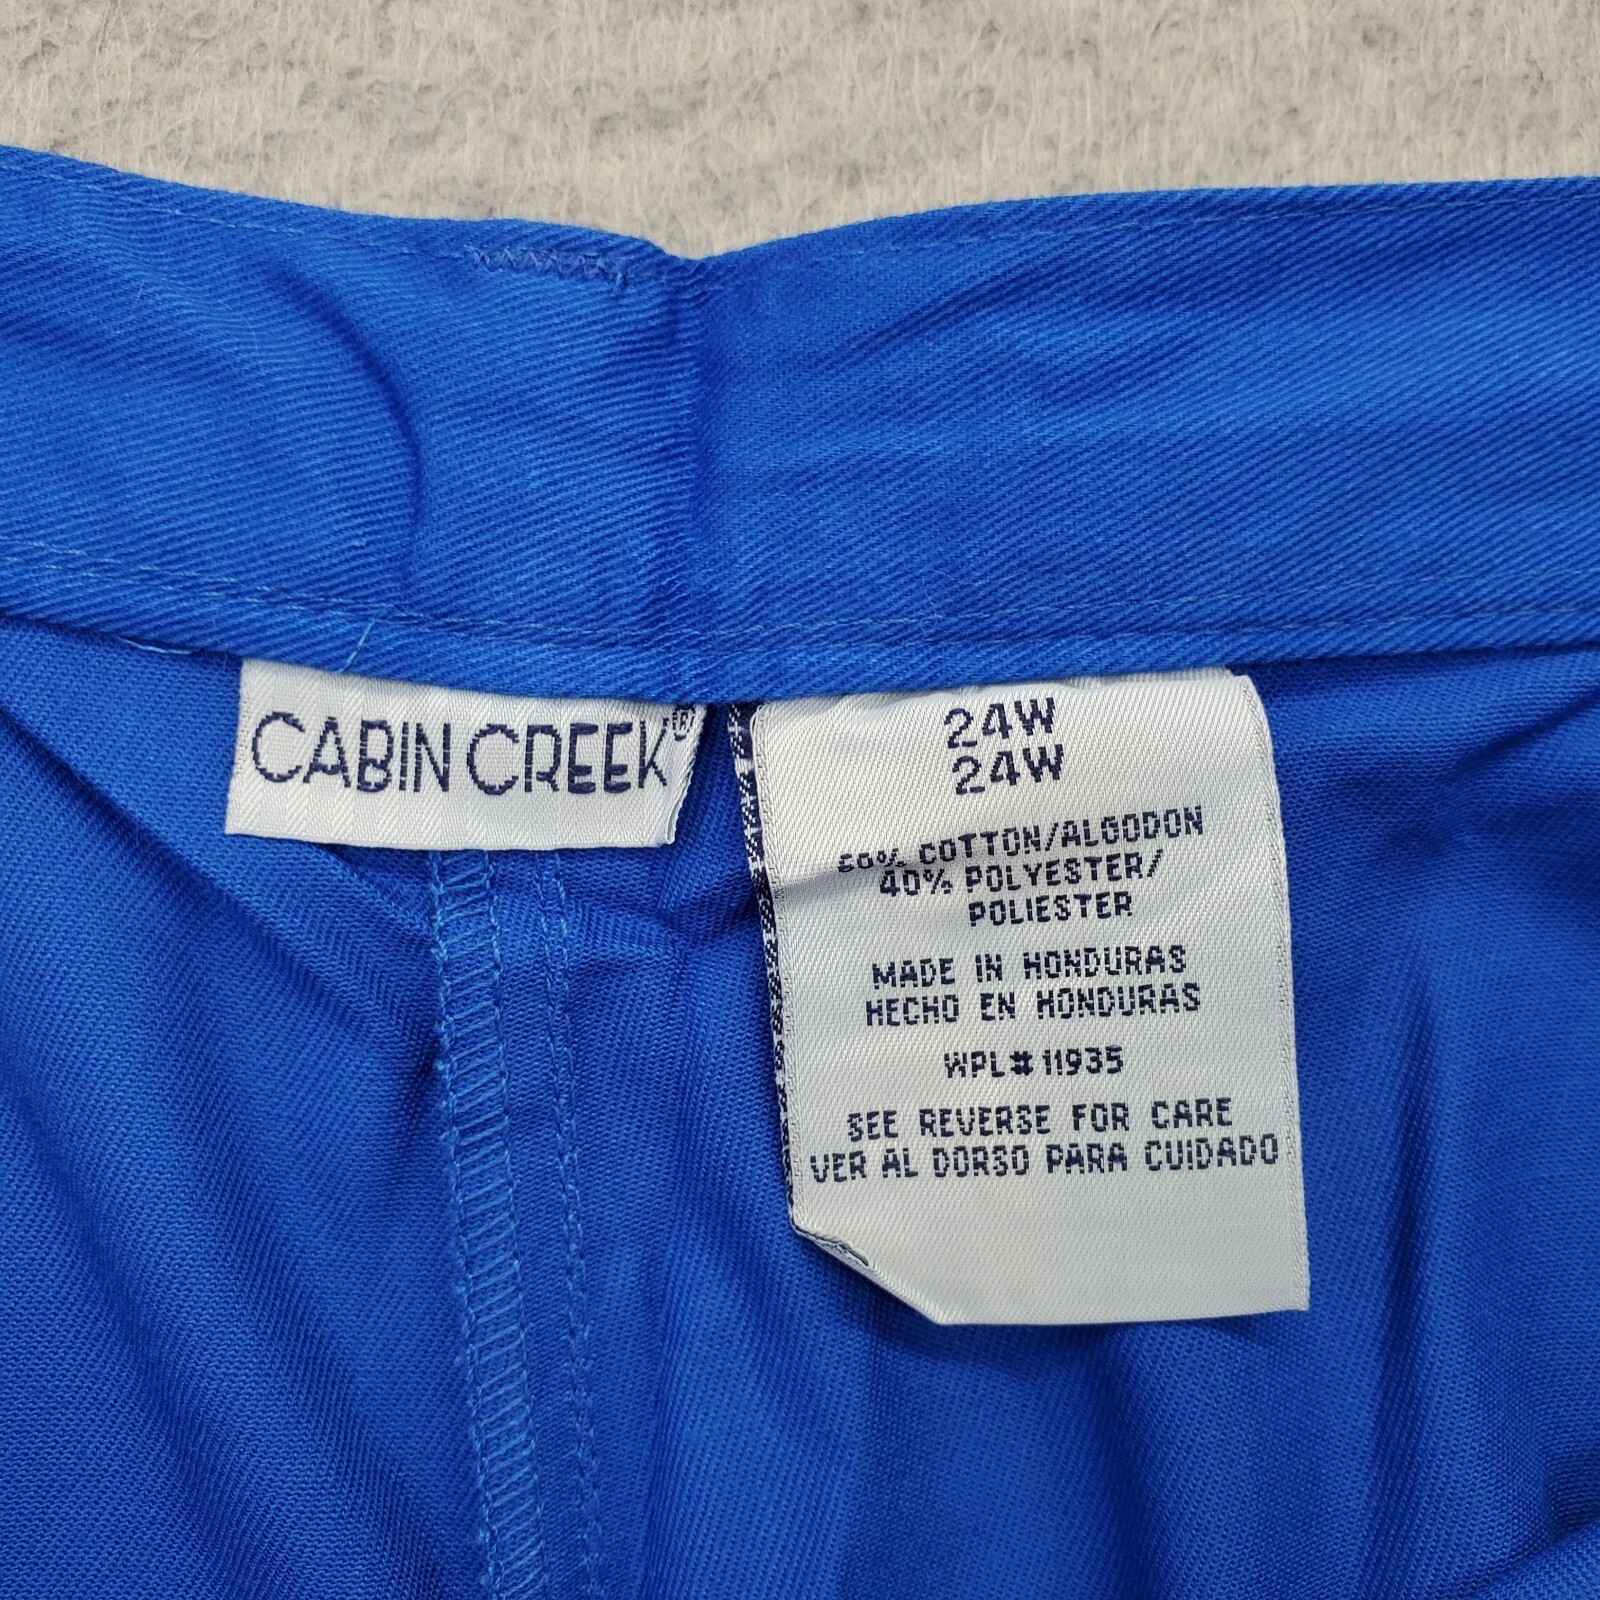 CABIN CREEK®
24W
24W
60% COTTON/ALGODON
40% POLYESTER/
POLIESTER
MADE IN HONDURAS
HECHO EN HONDURAS
WPL# 11935
SEE REVERSE FOR CARE
VER AL DORSO PARA CUIDADO